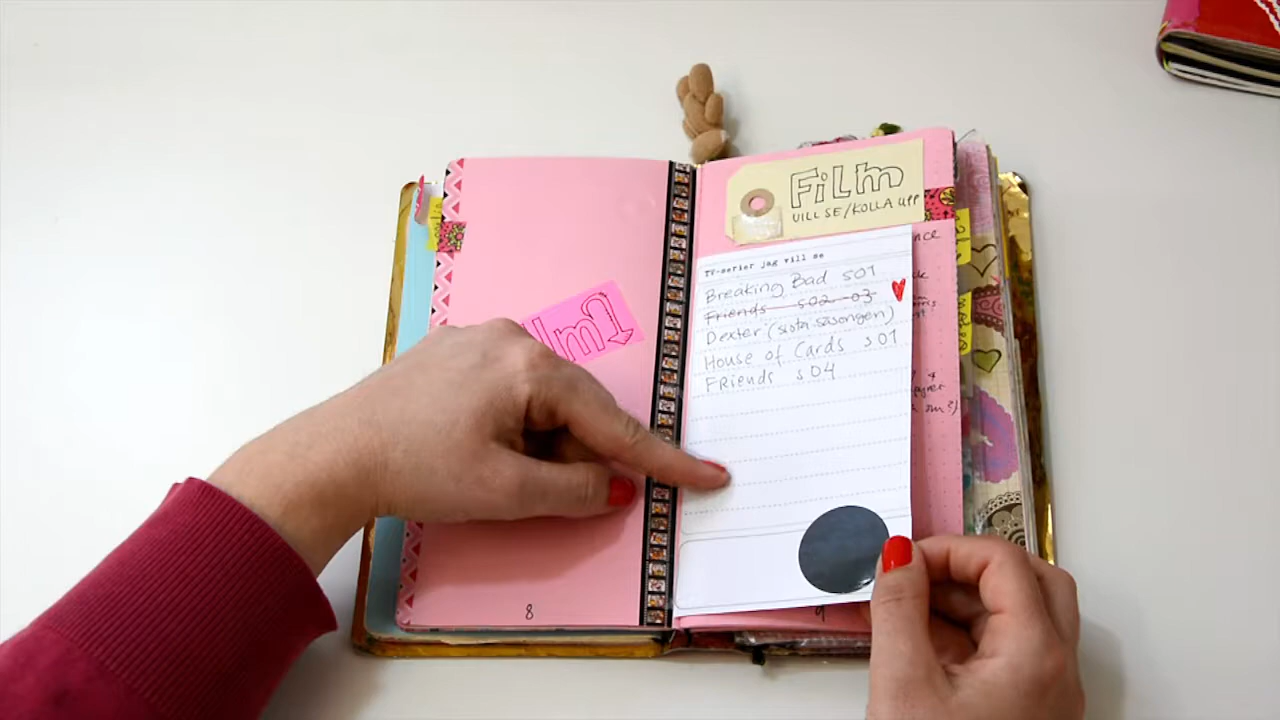 FiLm
VILL SE/KOLLA UPP
TV-serier jag vill se
Breaking Bad S01
Friends S02-03
Dexter (sista säsongen)
House of Cards S01
FRiends S04
lm
8
9